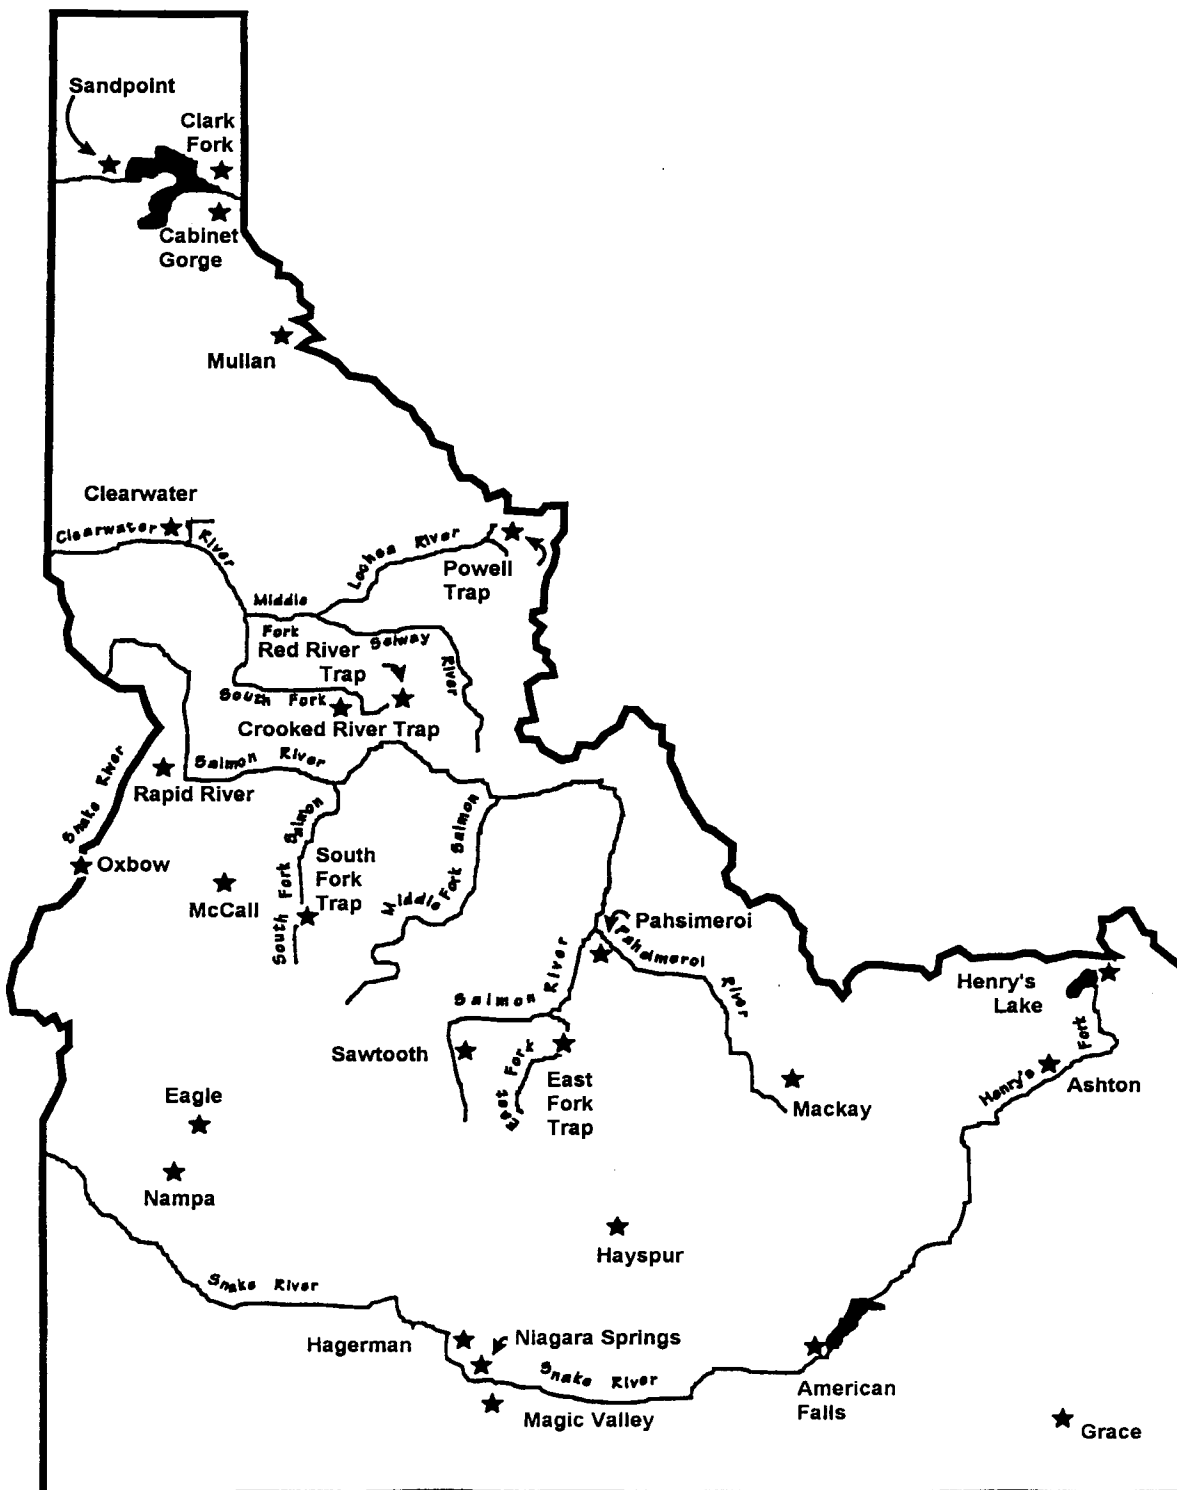 Sandpoint
Clark
Fork
Cabinet
Gorge
Mullan
Clearwater
Clearwater
River
Lochsa River
Powell
Trap
Middle
Fork
Selway
River
Red River
Trap
South Fork
Crooked River Trap
Snake River
Salmon River
Rapid River
Oxbow
McCall
South Fork Salmon
South
Fork
Trap
Middle Fork Salmon
Pahsimeroi
Pahsimeroi
River
Salmon River
Henry's
Lake
Sawtooth
East Fork
East
Fork
Trap
Mackay
Henry's Fork
Ashton
Eagle
Nampa
Hayspur
Snake River
Hagerman
Niagara Springs
Snake River
Magic Valley
American
Falls
Grace